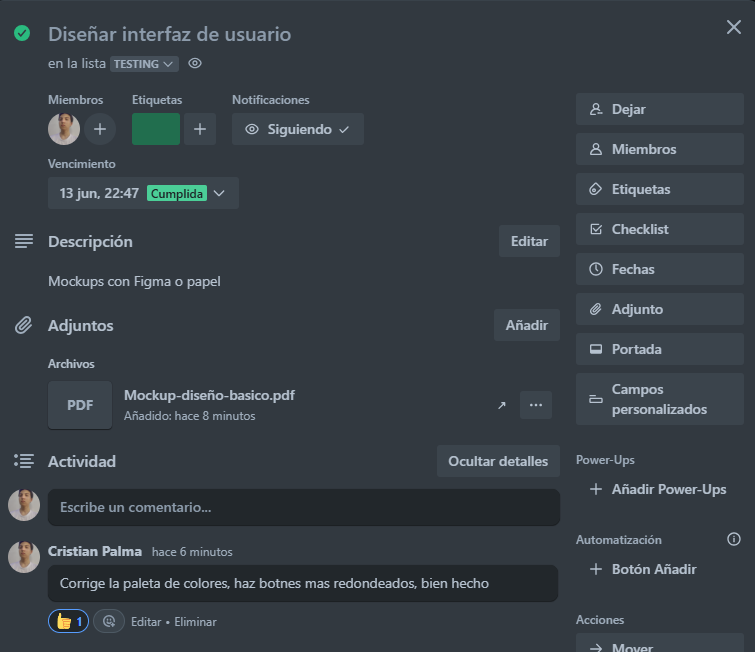 Diseñar interfaz de usuario
en la lista TESTING
Miembros
Etiquetas
Notificaciones
Siguiendo
Vencimiento
13 jun, 22:47 Cumplida
Descripción
Editar
Mockups con Figma o papel
Adjuntos
Añadir
Archivos
PDF
Mockup-diseño-basico.pdf
Añadido: hace 8 minutos
Actividad
Ocultar detalles
Escribe un comentario...
Cristian Palma hace 6 minutos
Corrige la paleta de colores, haz botnes mas redondeados, bien hecho
1
Editar • Eliminar
Dejar
Miembros
Etiquetas
Checklist
Fechas
Adjunto
Portada
Campos
personalizados
Power-Ups
Añadir Power-Ups
Automatización
Botón Añadir
Acciones
Mover